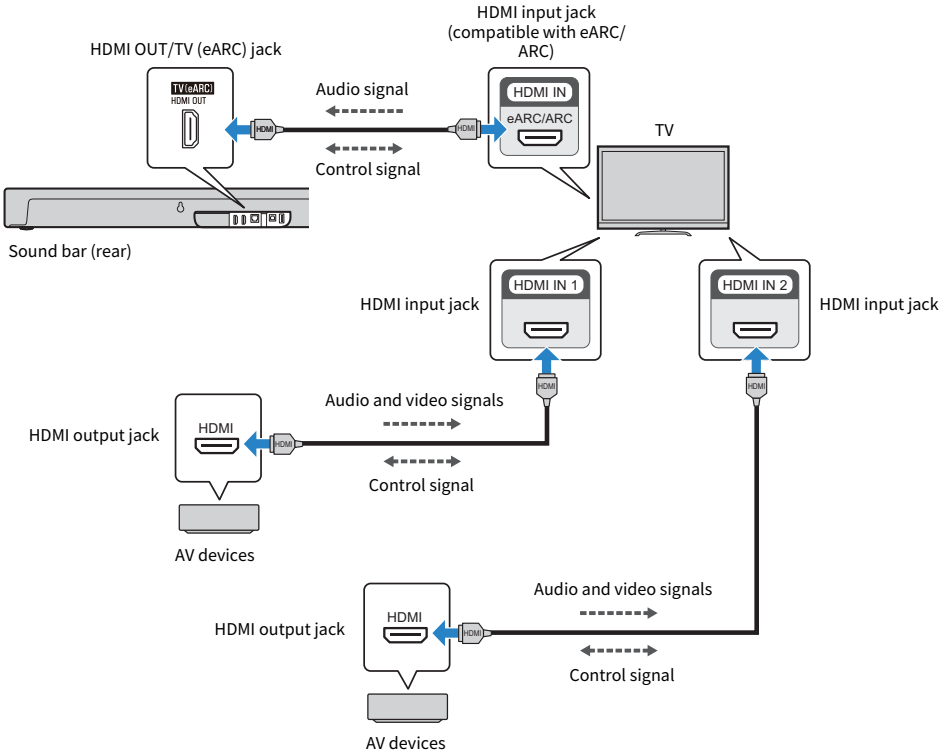 HDMI input jack
(compatible with eARC/
ARC)
HDMI OUT/TV (eARC) jack
TV(eARC)
HDMI OUT
Audio signal
HDMI IN
eARC/ARC
HDMI
HDMI
Control signal
TV
Sound bar (rear)
HDMI input jack
HDMI IN 1
HDMI IN 2
HDMI input jack
HDMI
HDMI
Audio and video signals
HDMI output jack
HDMI
HDMI
Control signal
AV devices
Audio and video signals
HDMI output jack
HDMI
HDMI
Control signal
AV devices